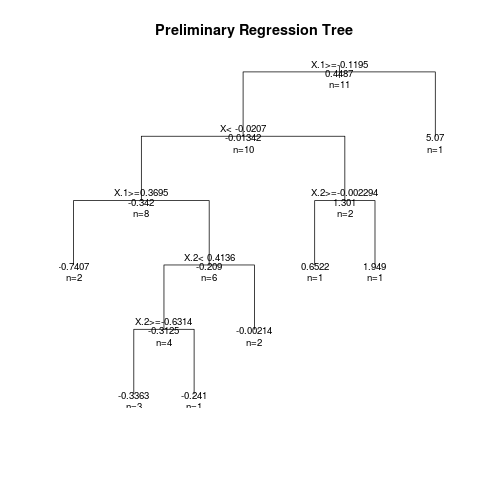 Preliminary Regression Tree
X.1>=-0.1195
0.4487
n=11
X< -0.0207
-0.01342
n=10
5.07
n=1
X.1>=0.3695
-0.342
n=8
X.2>=-0.002294
1.301
n=2
-0.7407
n=2
X.2< 0.4136
-0.209
n=6
0.6522
n=1
1.949
n=1
X.2>=-0.6314
-0.3125
n=4
-0.00214
n=2
-0.3363
n=3
-0.241
n=1